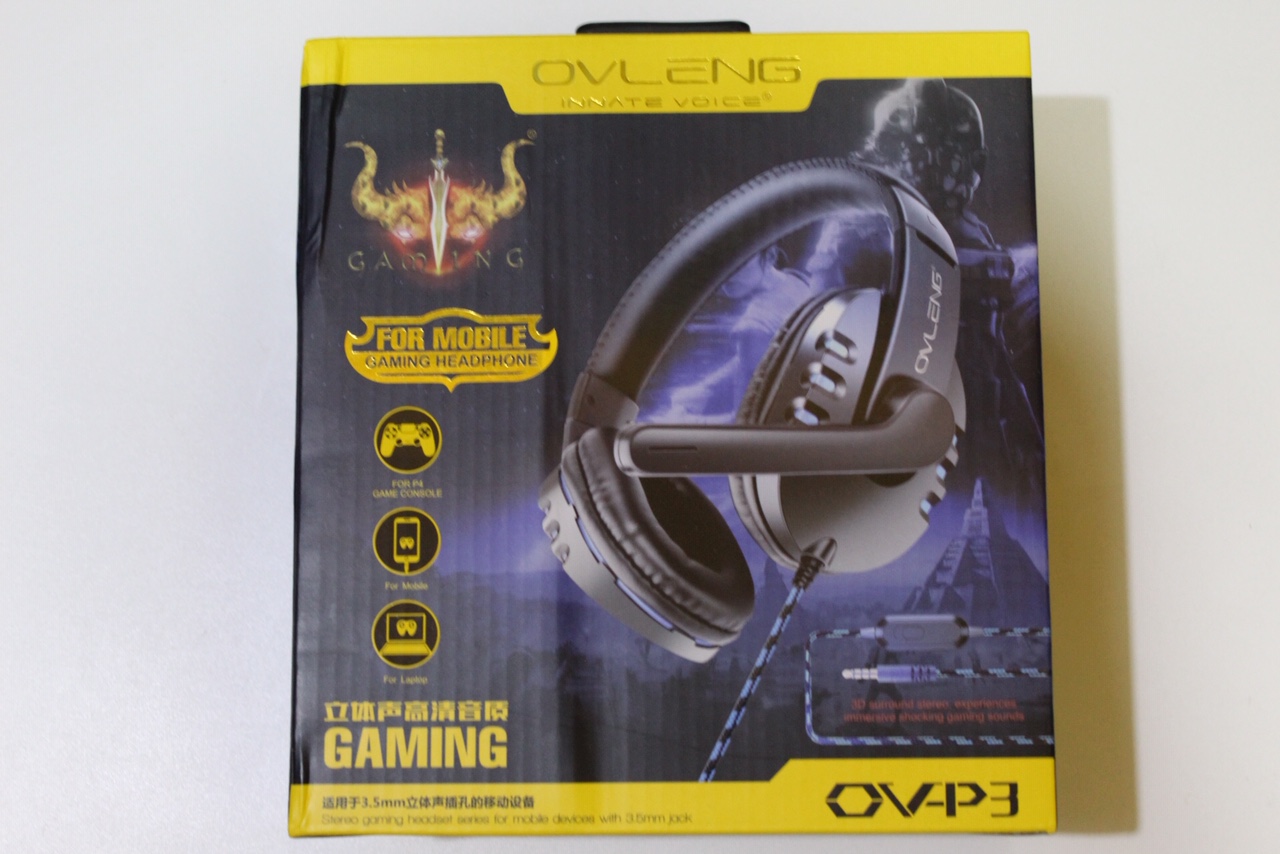 OVLENG
INNATE VOICE®
®
GAMING
FOR MOBILE
GAMING HEADPHONE
OVLENG
FOR P4
GAME CONSOLE
For Mobile
For Laptop
3D surround stereo, experiences
immersive shocking gaming sounds
立体声高清音质
GAMING
适用于3.5mm立体声插孔的移动设备
Stereo gaming headset series for mobile devices with 3.5mm jack
OV-P3